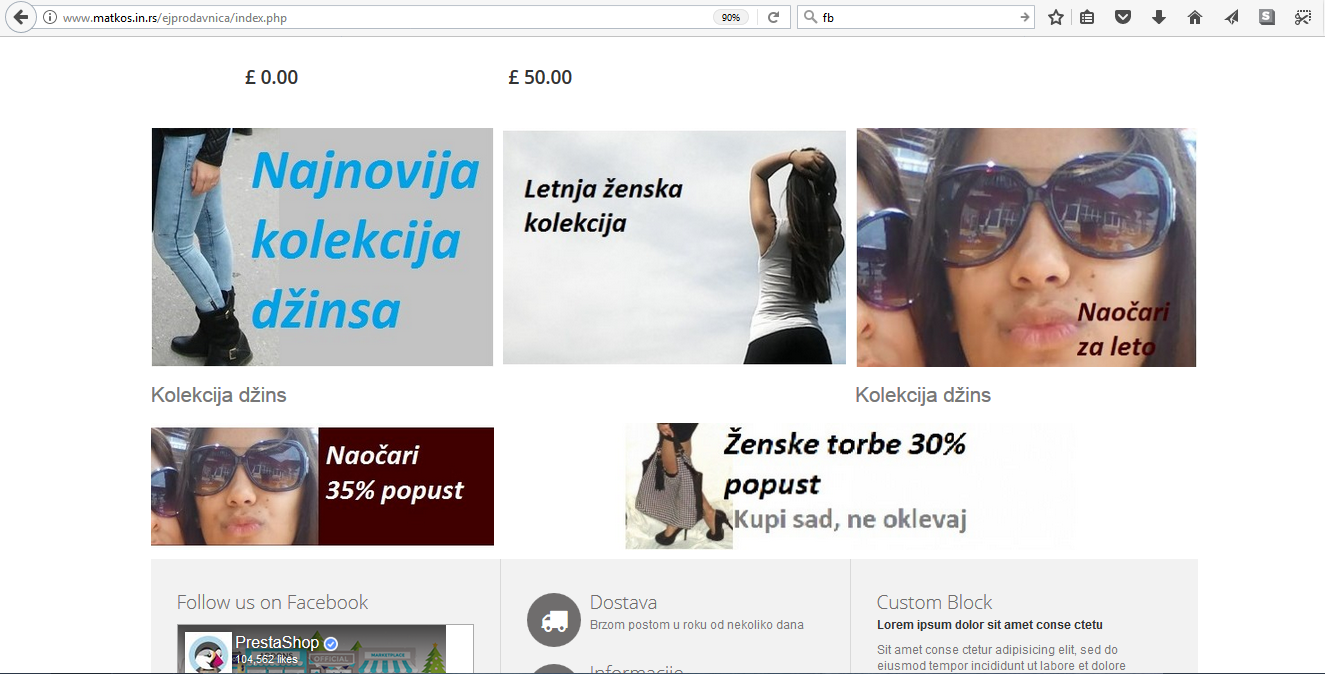 www.matkos.in.rs/ejprodavnica/index.php
90%
fb
S
£ 0.00
£ 50.00
Najnovija
kolekcija
džinsa
Letnja ženska
kolekcija
Naočari
za leto
Kolekcija džins
Kolekcija džins
Naočari
35% popust
Ženske torbe 30%
popust
Kupi sad, ne oklevaj
Follow us on Facebook
PrestaShop
104,562 likes
OFFICIAL
MARKETPLACE
Dostava
Brzom postom u roku od nekoliko dana
Informacije
Custom Block
Lorem ipsum dolor sit amet conse ctetu
Sit amet conse ctetur adipisicing elit, sed do
eiusmod tempor incididunt ut labore et dolore